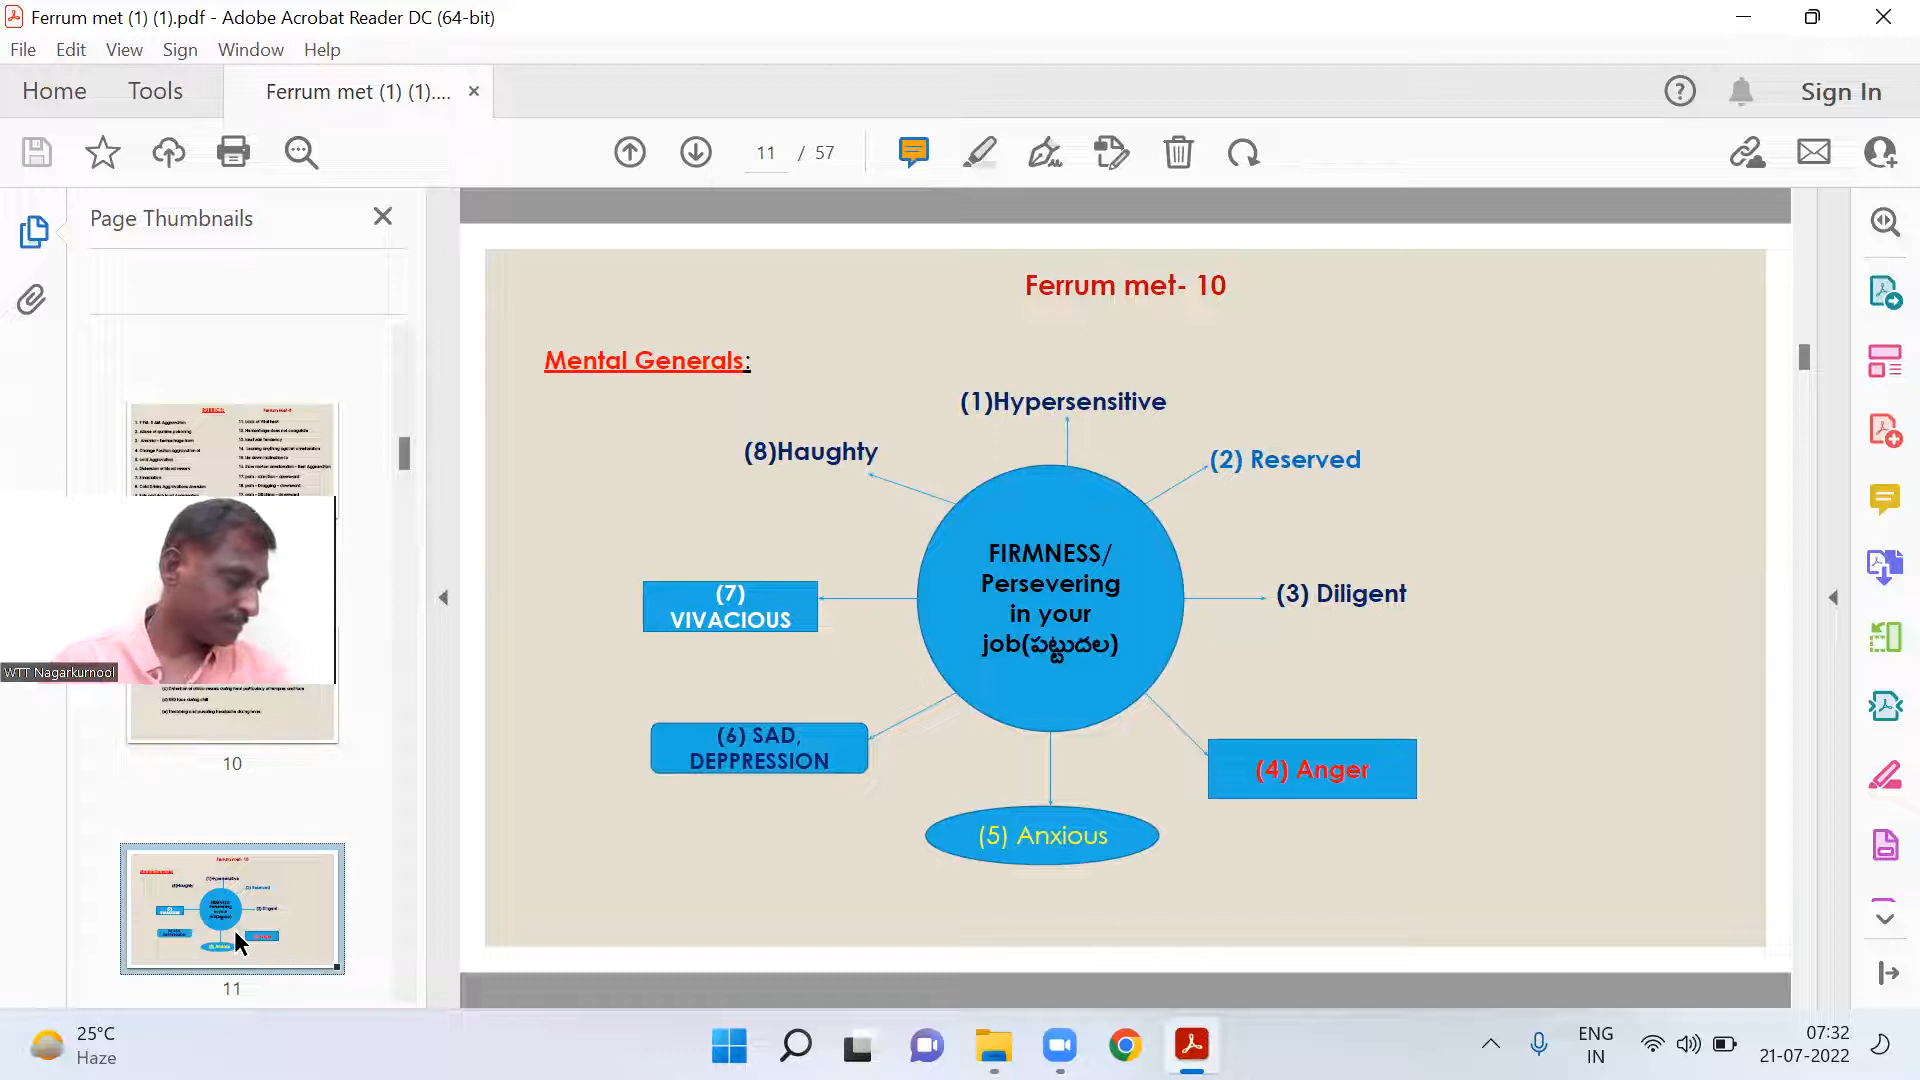 Ferrum met (1) (1).pdf - Adobe Acrobat Reader DC (64-bit)
File Edit View Sign Window Help
Home Tools Ferrum met (1) (1).... Sign In
11 / 57
Page Thumbnails
Ferrum met- 10
Mental Generals:
(1)Hypersensitive
(8)Haughty
(2) Reserved
FIRMNESS/
Persevering
in your
job(పట్టుదల)
(3) Diligent
(7)
VIVACIOUS
(6) SAD,
DEPPRESSION
(4) Anger
(5) Anxious
WTT Nagarkurnool
10
11
25°C
Haze
ENG
IN
07:32
21-07-2022